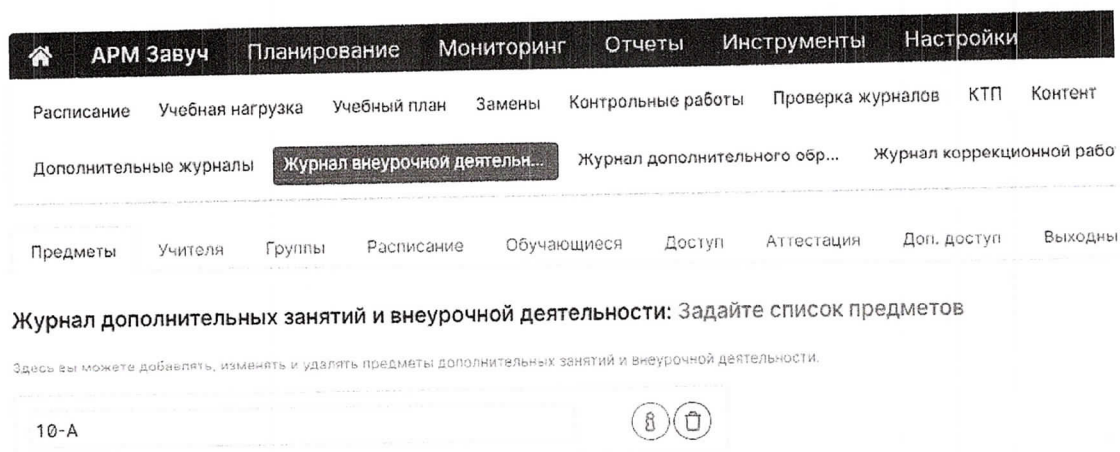 АРМ Завуч Планирование Мониторинг Отчеты Инструменты Настройки
Расписание Учебная нагрузка Учебный план Замены Контрольные работы Проверка журналов КТП Контент
Дополнительные журналы Журнал внеурочной деятельн... Журнал дополнительного обр... Журнал коррекционной рабо
Предметы Учителя Группы Расписание Обучающиеся Доступ Аттестация Доп. доступ Выходны
Журнал дополнительных занятий и внеурочной деятельности: Задайте список предметов
Здесь вы можете добавлять, изменять и удалять предметы дополнительных занятий и внеурочной деятельности.
10-А